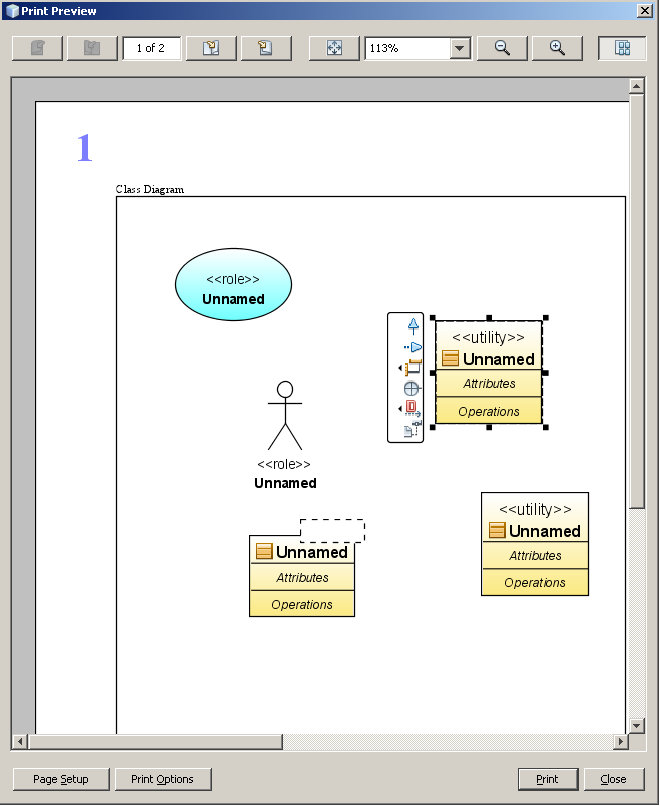 Print Preview
1 of 2
113%
1
Class Diagram
<<role>>
Unnamed
<<utility>>
Unnamed
Attributes
Operations
<<role>>
Unnamed
<<utility>>
Unnamed
Attributes
Operations
Unnamed
Attributes
Operations
Page Setup
Print Options
Print
Close